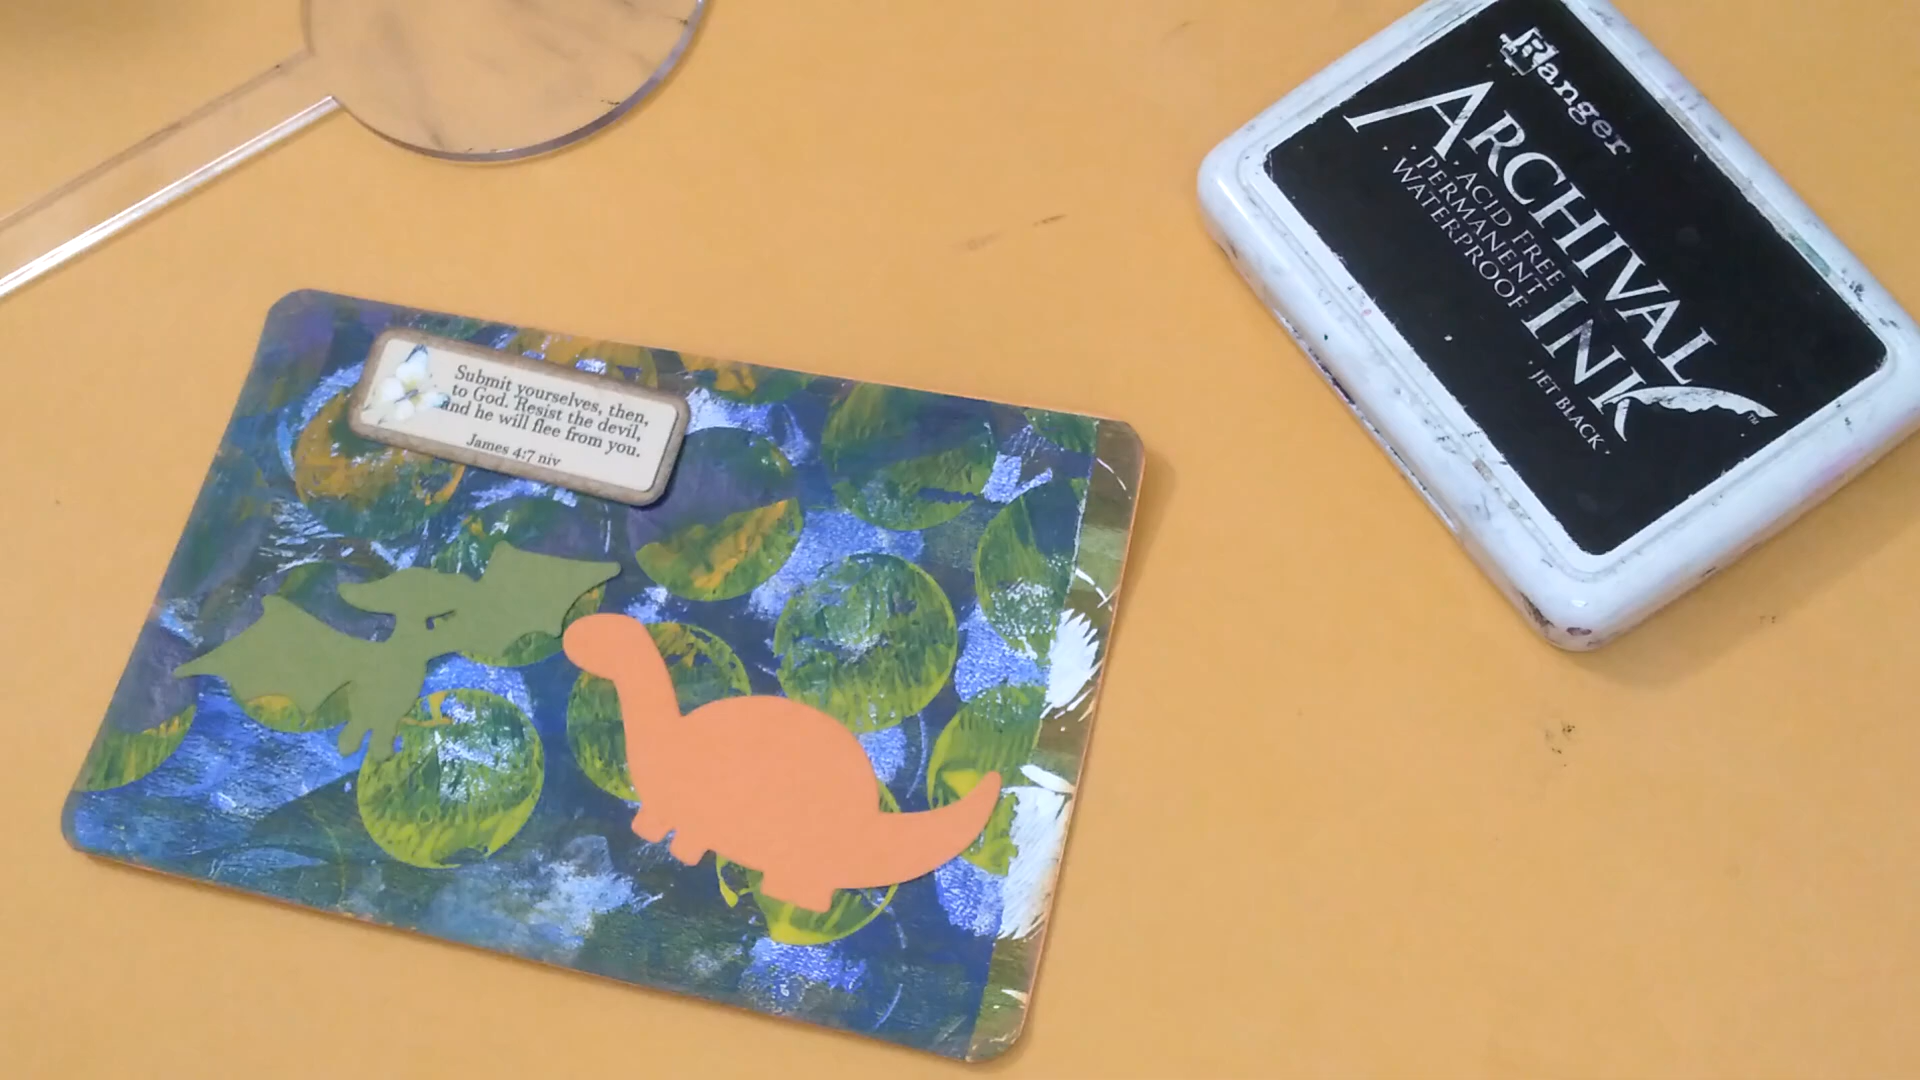 Submit yourselves, then,
to God. Resist the devil,
and he will flee from you.
James 4:7 niv
Ranger
ARCHIVAL
INK™
· ACID FREE
· PERMANENT
· WATERPROOF
· JET BLACK ·